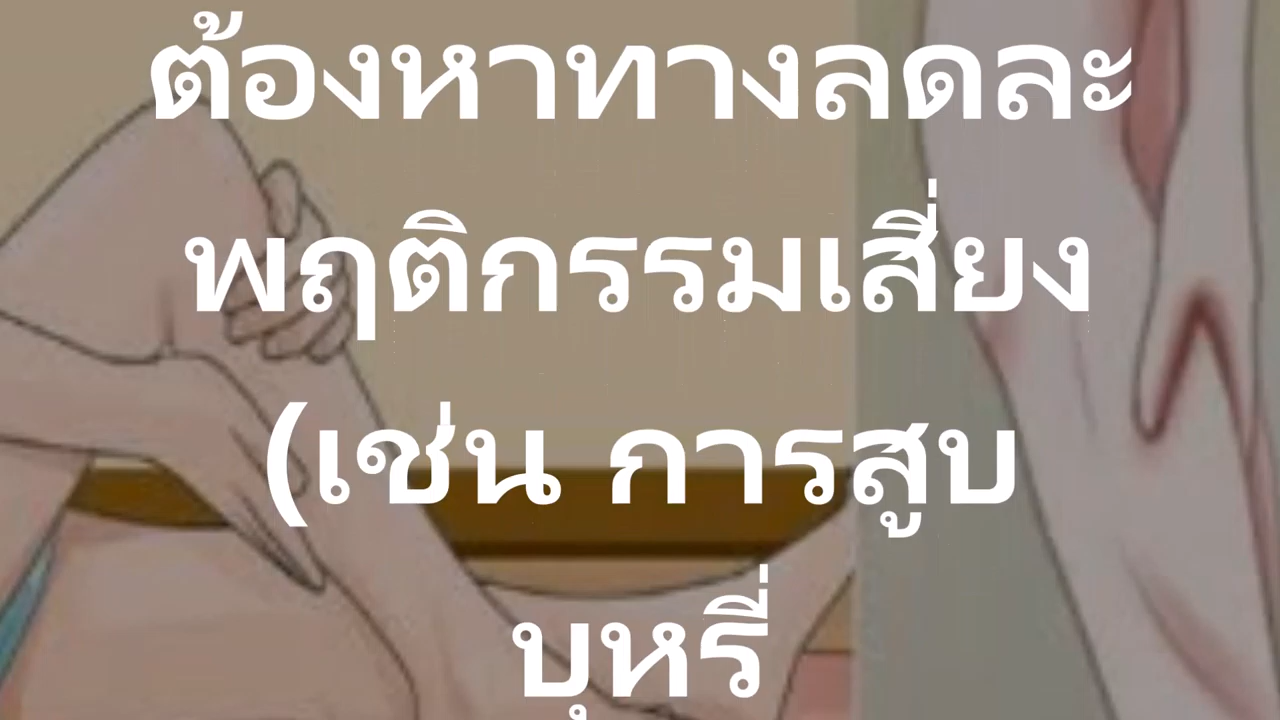 ต้องหาทางลดละ
พฤติกรรมเสี่ยง
(เช่น การสูบ
บุหรี่